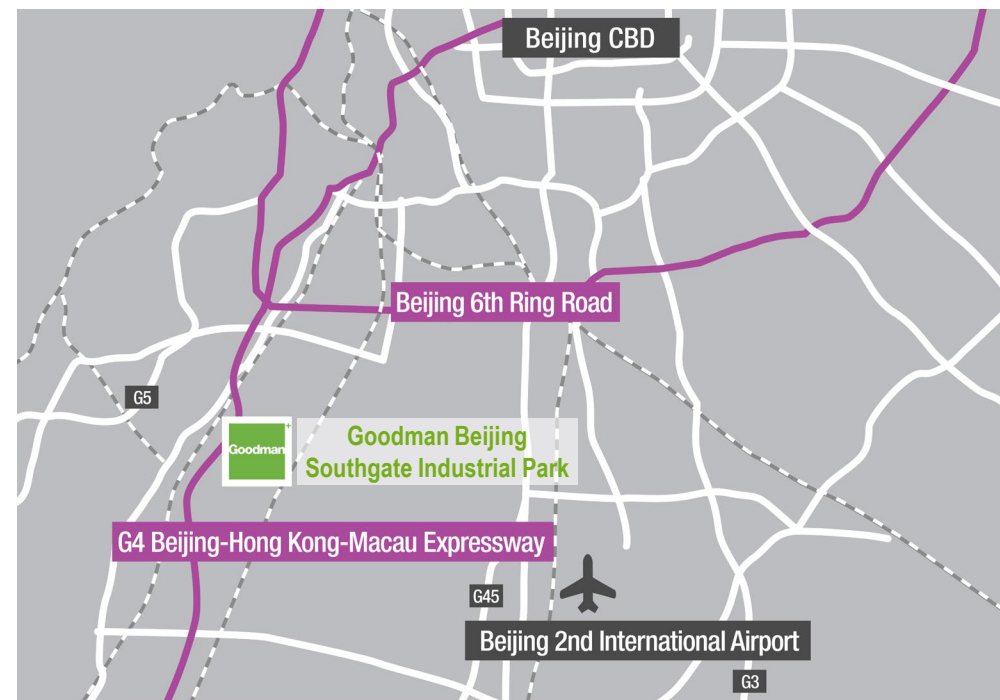 Beijing CBD
Beijing 6th Ring Road
G5
Goodman
+
Goodman Beijing
Southgate Industrial Park
G4 Beijing-Hong Kong-Macau Expressway
G45
Beijing 2nd International Airport
G3